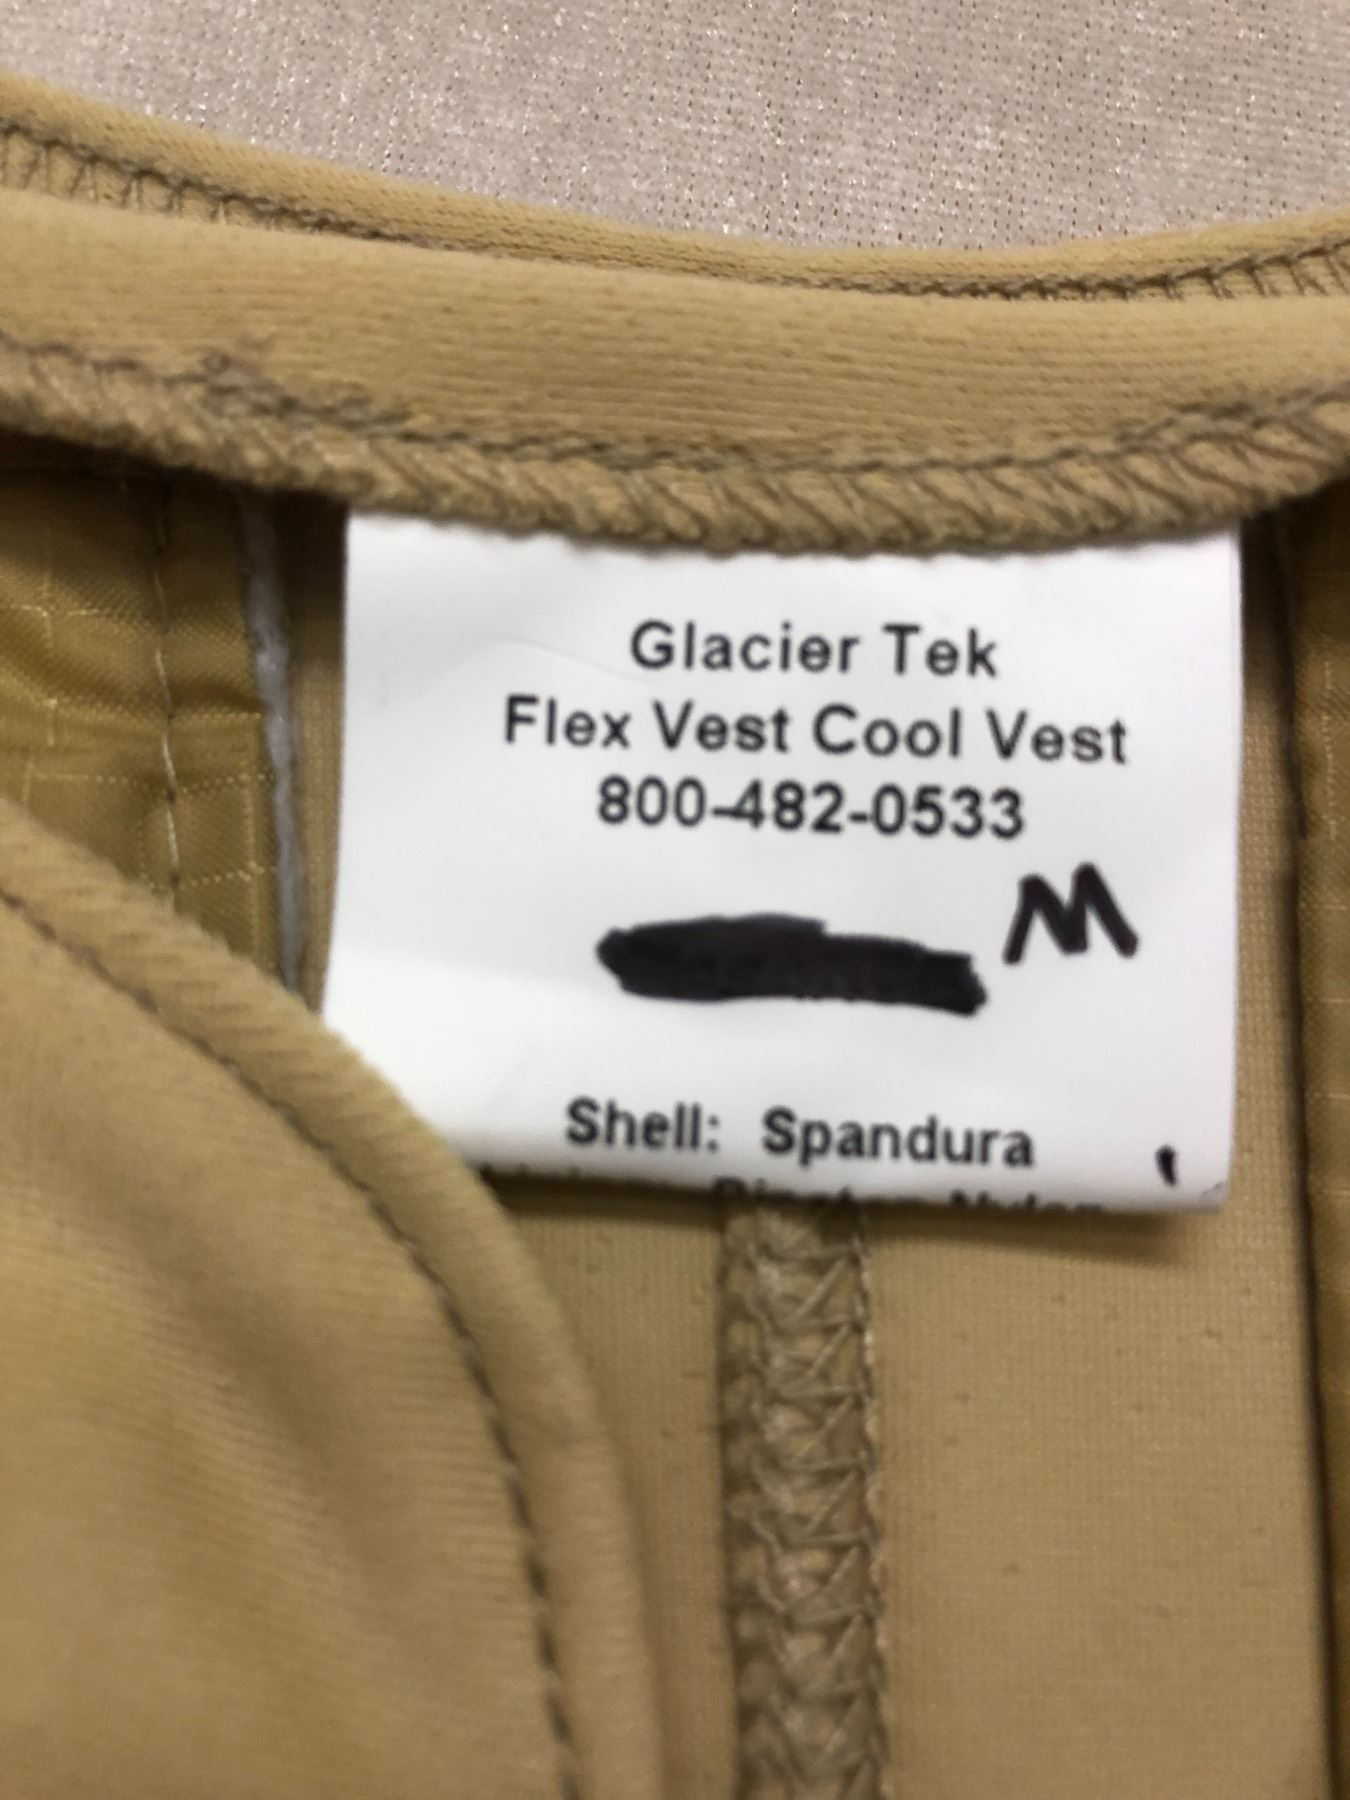 Glacier Tek
Flex Vest Cool Vest
800-482-0533
M
Shell: Spandura